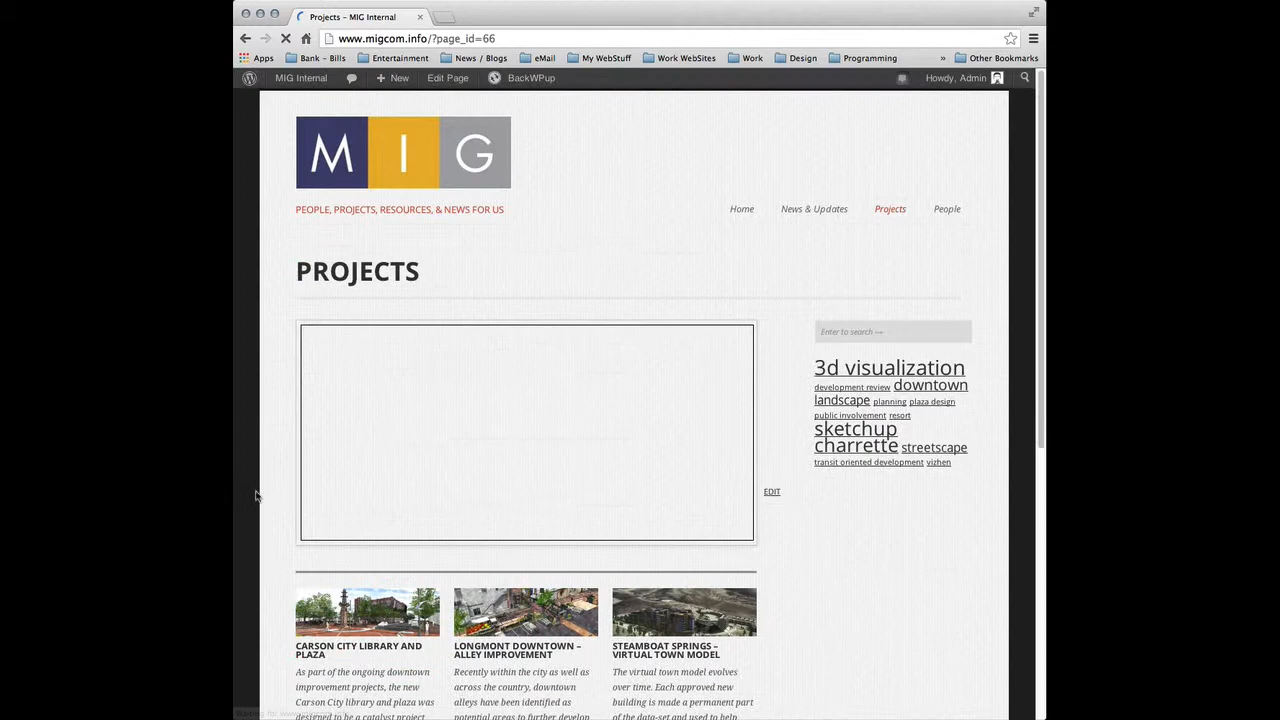 Projects – MIG Internal
www.migcom.info/?page_id=66
Apps Bank – Bills Entertainment News / Blogs eMail My WebStuff Work WebSites Work Design Programming » Other Bookmarks
MIG Internal + New Edit Page BackWPup Howdy, Admin
M I G
PEOPLE, PROJECTS, RESOURCES, & NEWS FOR US
Home News & Updates Projects People
PROJECTS
Enter to search →
3d visualization
development review downtown
landscape planning plaza design
public involvement resort
sketchup
charrette streetscape
transit oriented development vizhen
EDIT
CARSON CITY LIBRARY AND
PLAZA
As part of the ongoing downtown
improvement projects, the new
Carson City library and plaza was
designed to be a catalyst project
LONGMONT DOWNTOWN –
ALLEY IMPROVEMENT
Recently within the city as well as
across the country, downtown
alleys have been identified as
potential areas to further develop
STEAMBOAT SPRINGS –
VIRTUAL TOWN MODEL
The virtual town model evolves
over time. Each approved new
building is made a permanent part
of the data-set and used to help